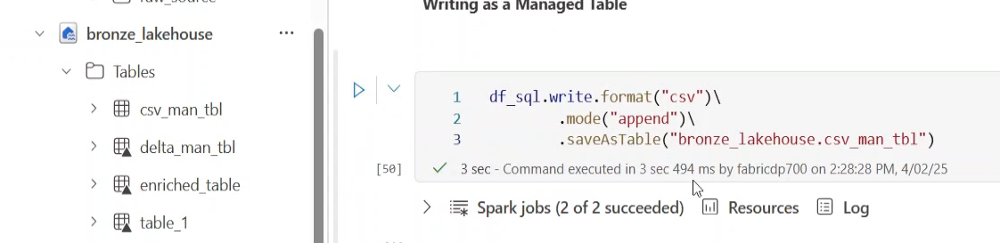 raw_source
bronze_lakehouse ...
Tables
csv_man_tbl
delta_man_tbl
enriched_table
table_1
Writing as a Managed Table
1 df_sql.write.format("csv")\
2 .mode("append")\
3 .saveAsTable("bronze_lakehouse.csv_man_tbl")
[50] 3 sec - Command executed in 3 sec 494 ms by fabricdp700 on 2:28:28 PM, 4/02/25
Spark jobs (2 of 2 succeeded) Resources Log